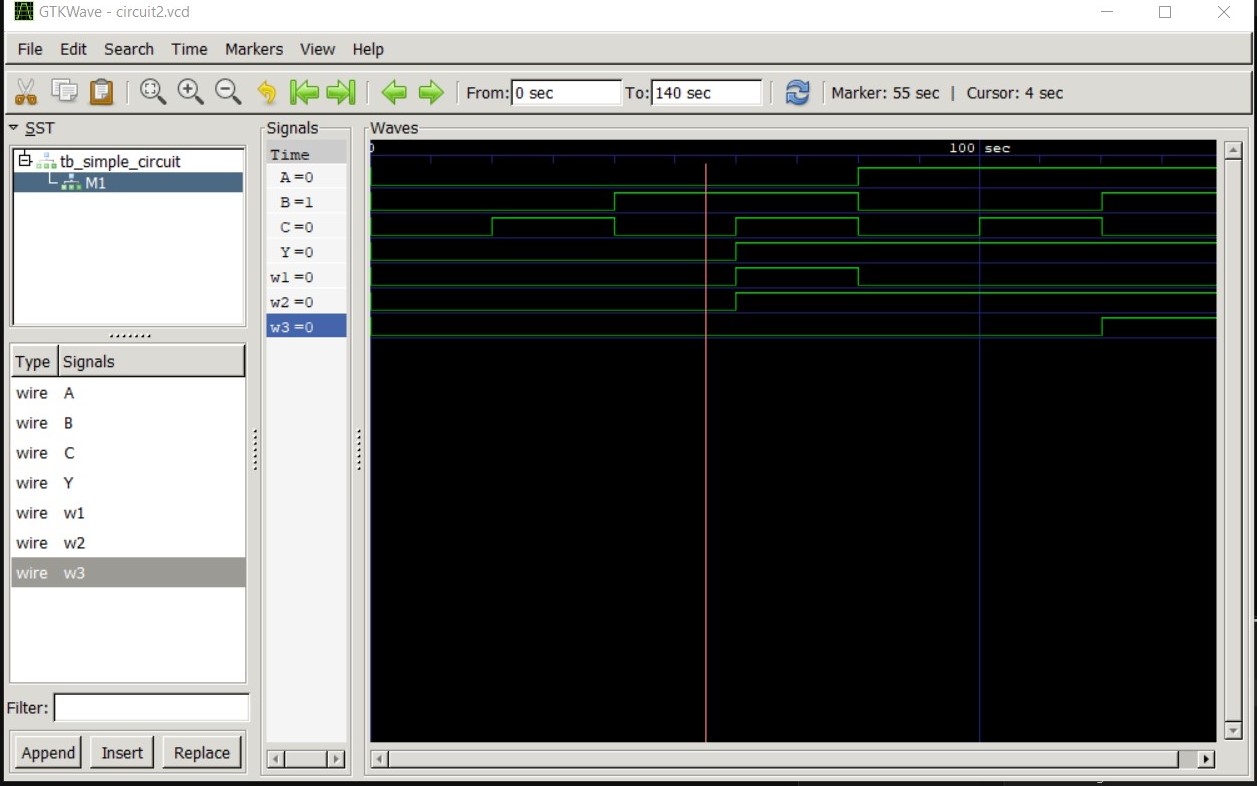 GTKWave - circuit2.vcd
File Edit Search Time Markers View Help
From: 0 sec To: 140 sec Marker: 55 sec | Cursor: 4 sec
SST
tb_simple_circuit
M1
Type Signals
wire A
wire B
wire C
wire Y
wire w1
wire w2
wire w3
Filter:
Append Insert Replace
Signals
Time
A=0
B=1
C=0
Y=0
w1=0
w2=0
w3=0
Waves
0 100 sec